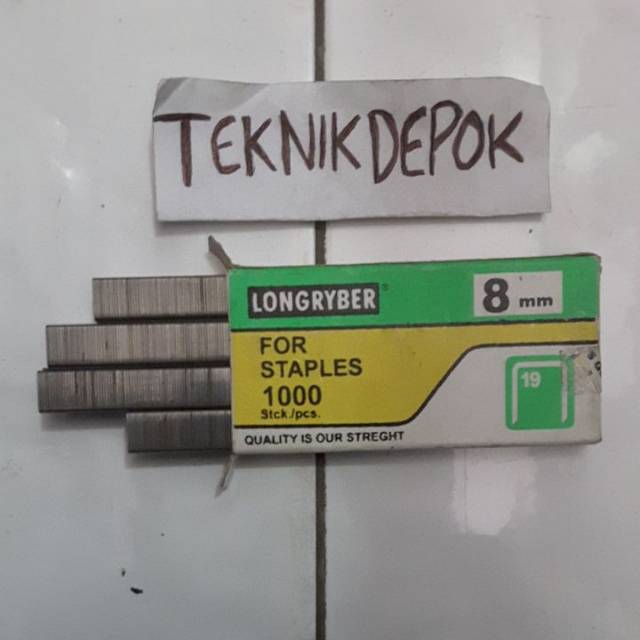 TEKNIKDEPOK
LONGRYBER®
8 mm
FOR
STAPLES
1000
Stck./pcs.
19
QUALITY IS OUR STREGHT